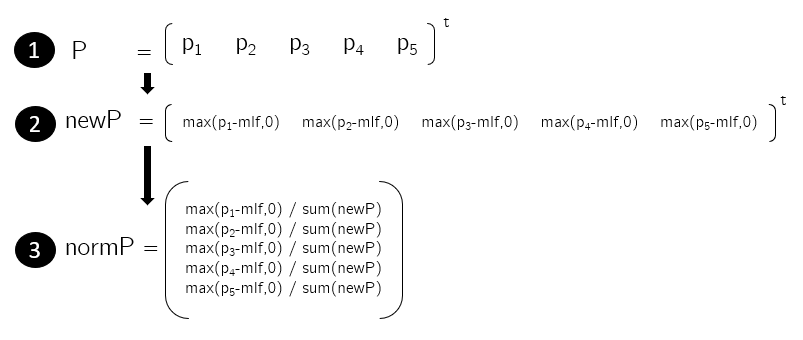 t
1 P = ( p₁ p₂ p₃ p₄ p₅ )
t
2 newP = ( max(p₁-mlf,0) max(p₂-mlf,0) max(p₃-mlf,0) max(p₄-mlf,0) max(p₅-mlf,0) )
max(p₁-mlf,0) / sum(newP)
max(p₂-mlf,0) / sum(newP)
3 normP = max(p₃-mlf,0) / sum(newP)
max(p₄-mlf,0) / sum(newP)
max(p₅-mlf,0) / sum(newP)